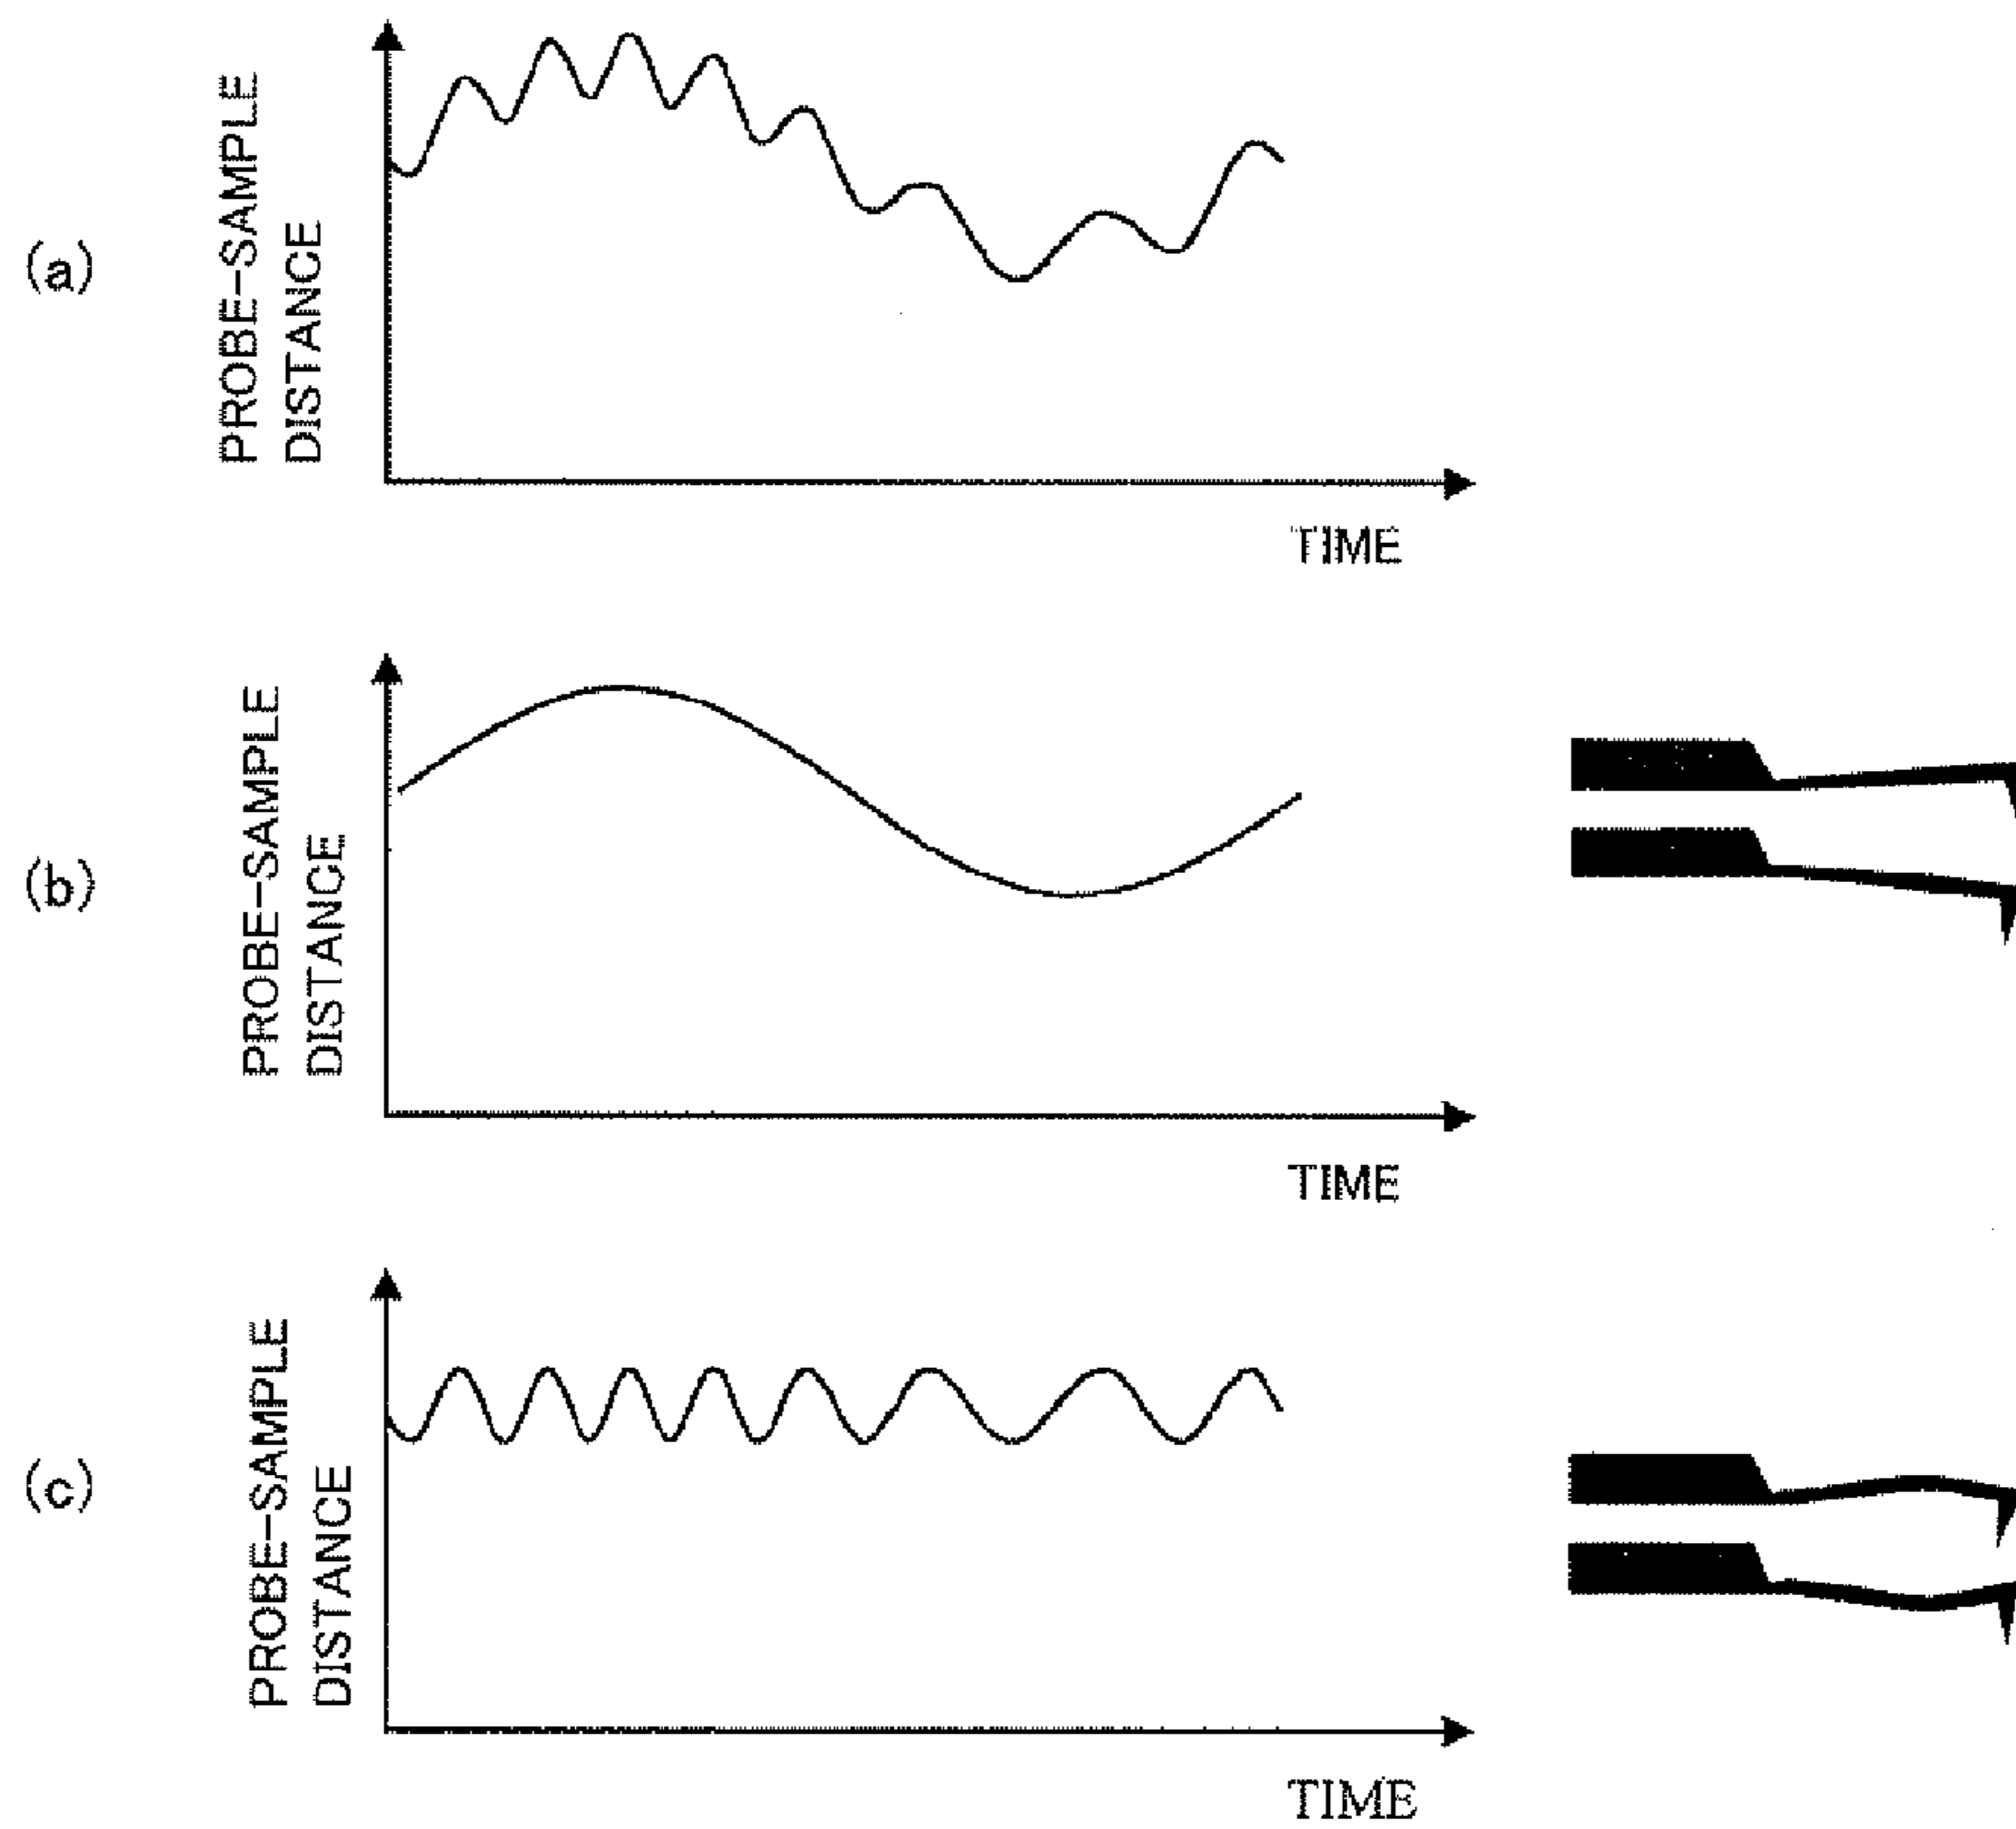 (a)
PROBE-SAMPLE
DISTANCE
TIME
(b)
PROBE-SAMPLE
DISTANCE
TIME
(c)
PROBE-SAMPLE
DISTANCE
TIME